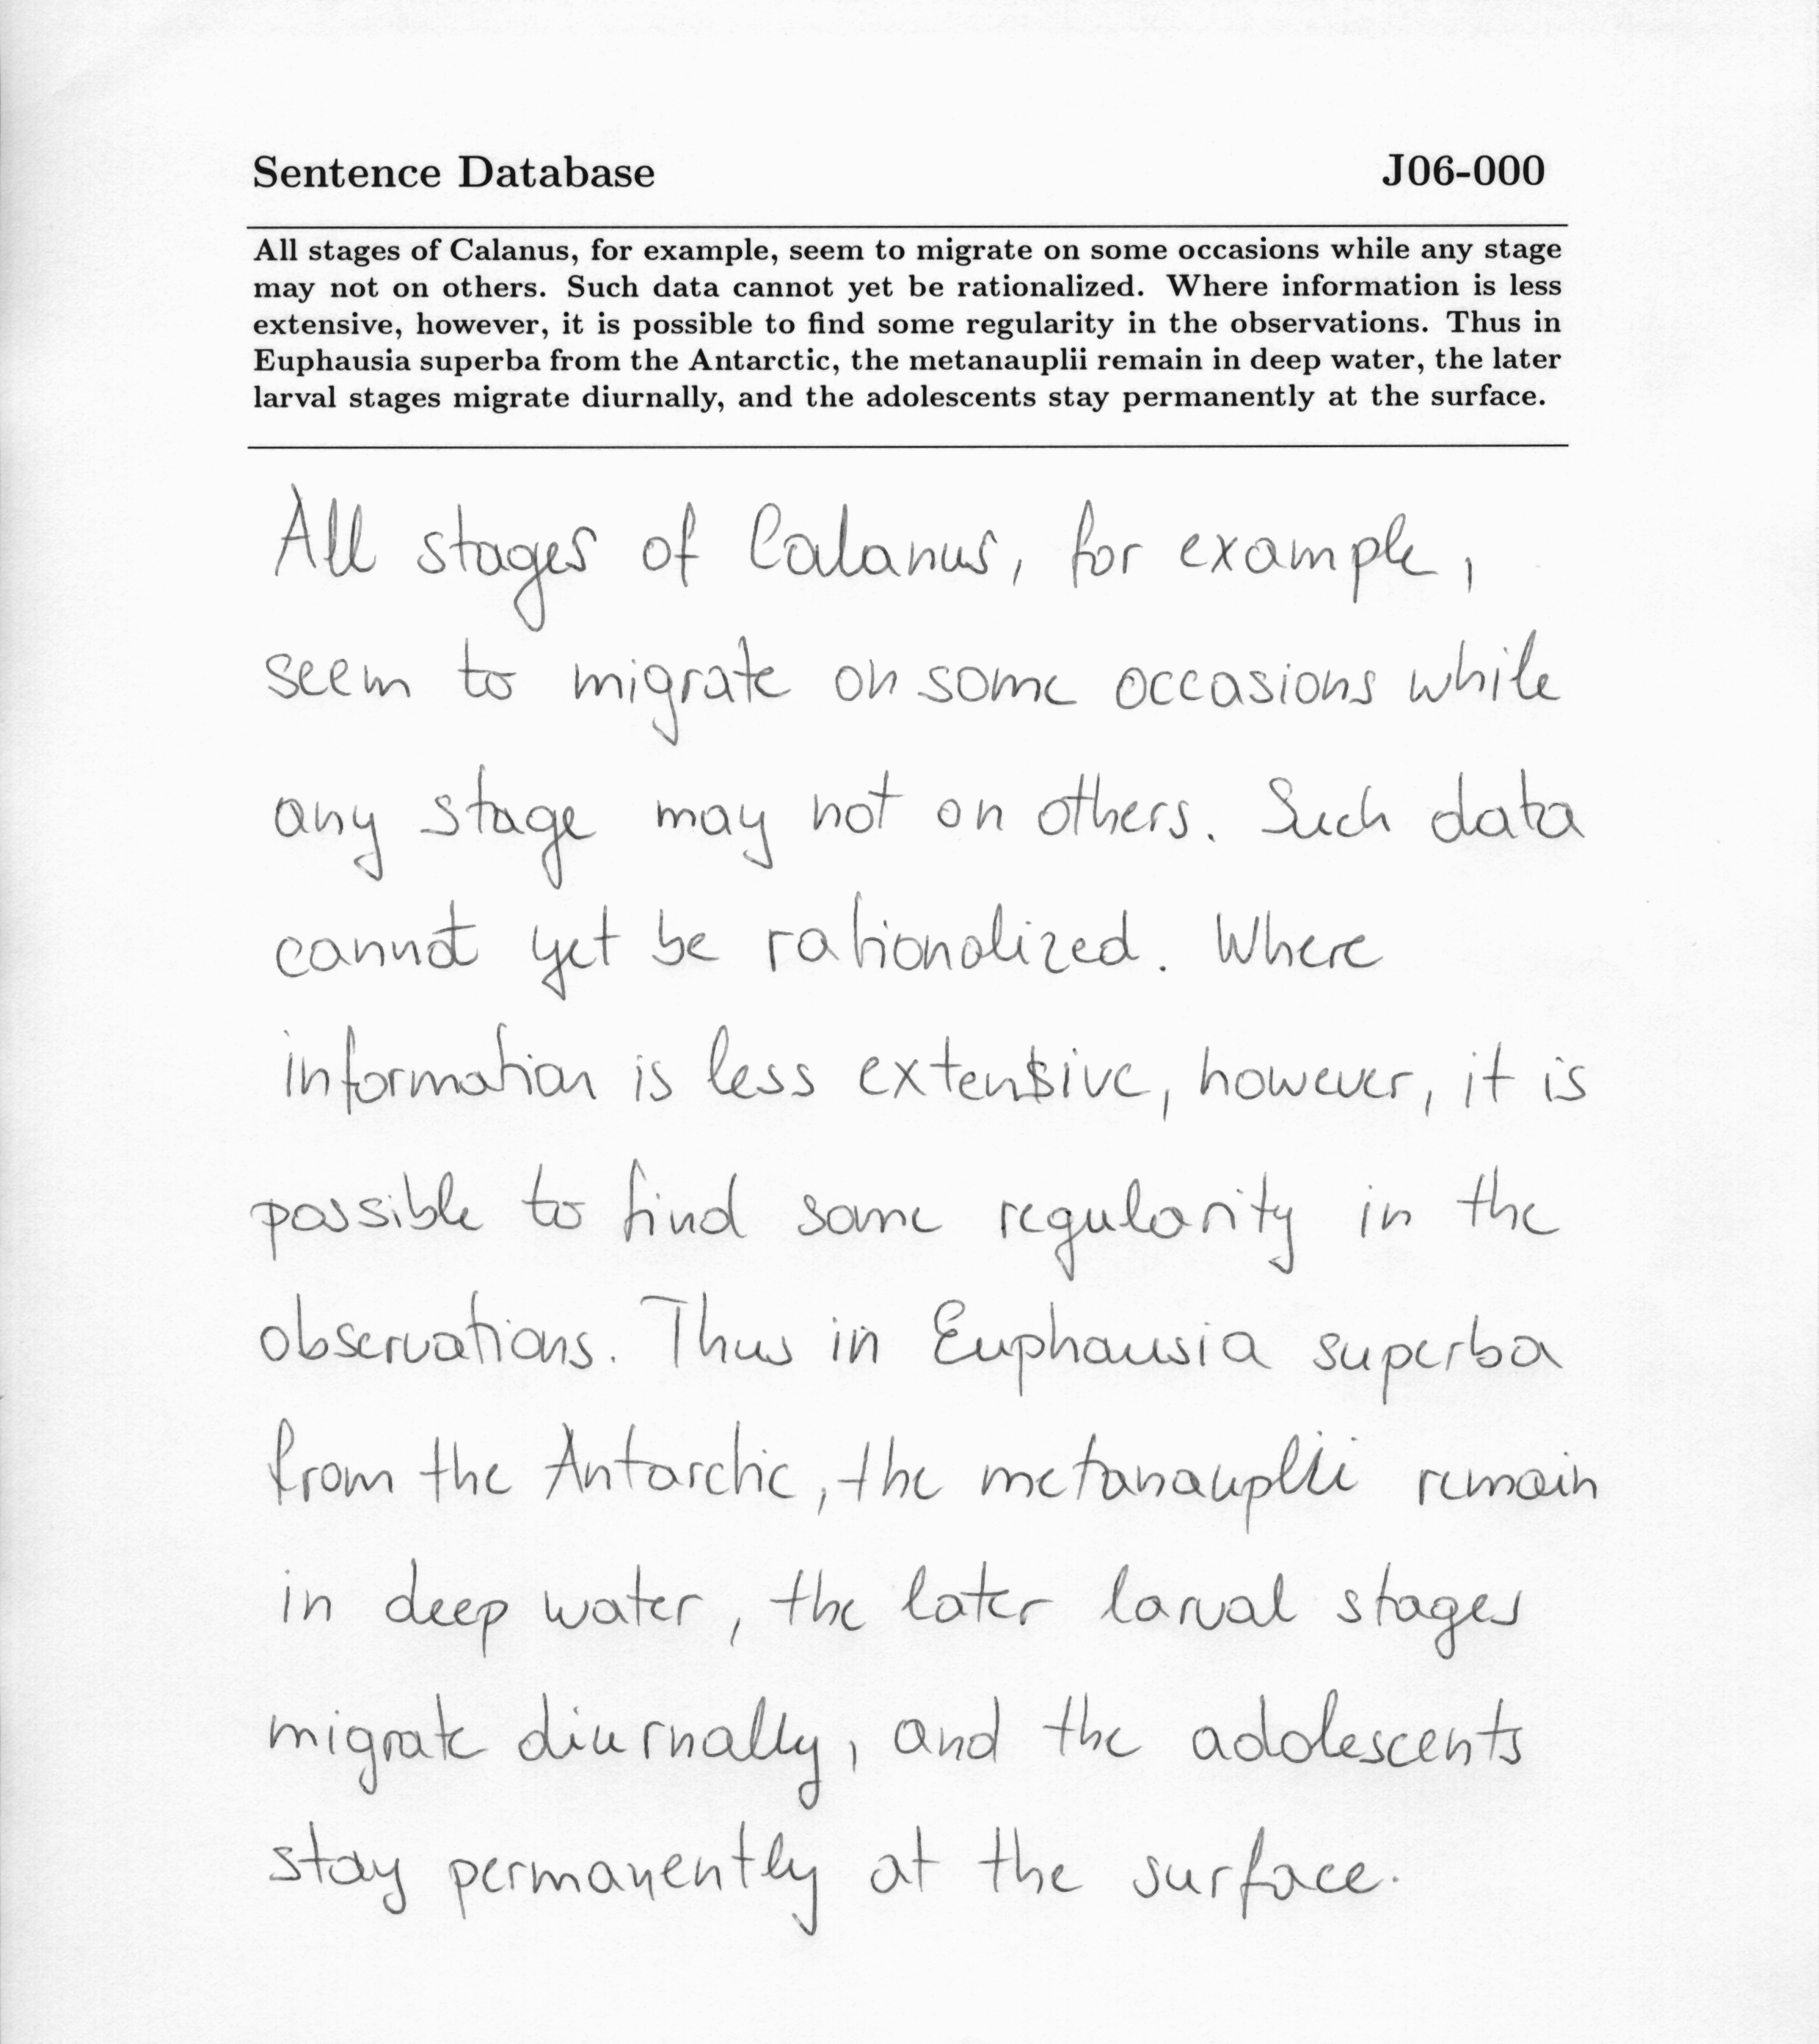 Sentence Database J06-000
All stages of Calanus, for example, seem to migrate on some occasions while any stage
may not on others. Such data cannot yet be rationalized. Where information is less
extensive, however, it is possible to find some regularity in the observations. Thus in
Euphausia superba from the Antarctic, the metanauplii remain in deep water, the later
larval stages migrate diurnally, and the adolescents stay permanently at the surface.
All stages of Calanus, for example,
seem to migrate on some occasions while
any stage may not on others. Such data
cannot yet be rationalized. Where
information is less extensive, however, it is
possible to find some regularity in the
observations. Thus in Euphausia superba
from the Antarctic, the metanauplii remain
in deep water, the later larval stages
migrate diurnally, and the adolescents
stay permanently at the surface.